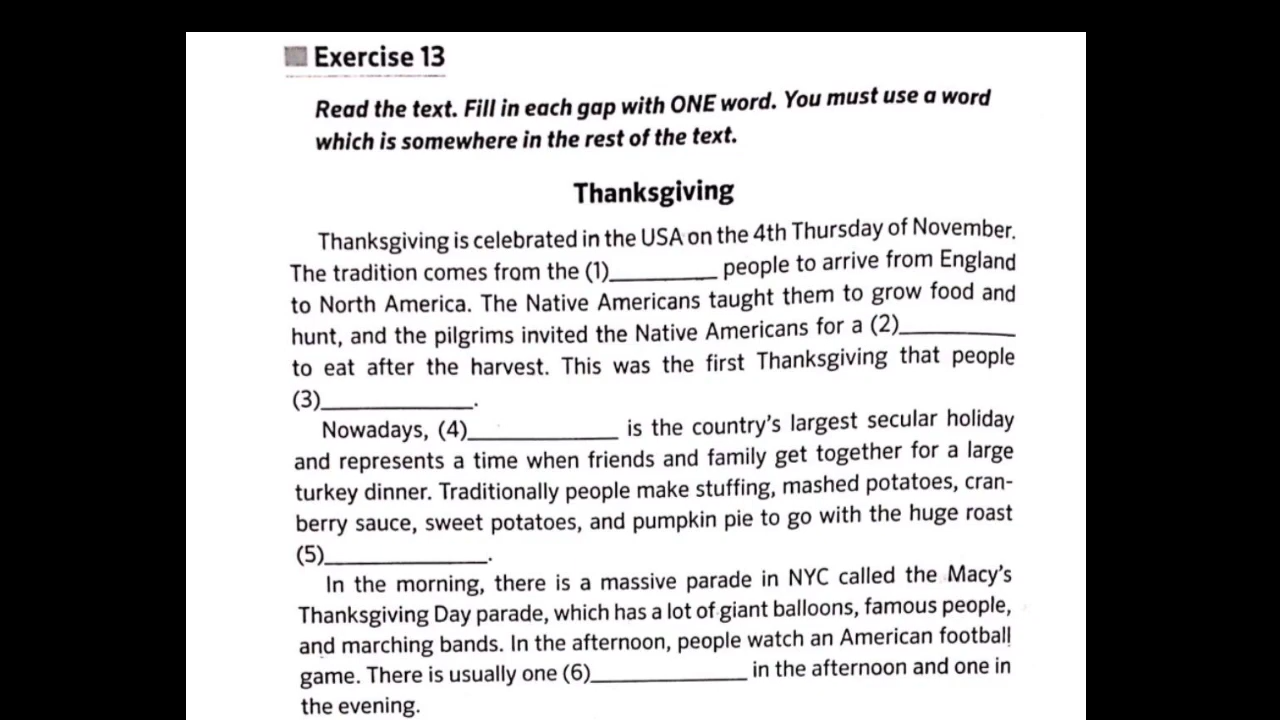 Exercise 13
Read the text. Fill in each gap with ONE word. You must use a word
which is somewhere in the rest of the text.
Thanksgiving
Thanksgiving is celebrated in the USA on the 4th Thursday of November.
The tradition comes from the (1)_________ people to arrive from England
to North America. The Native Americans taught them to grow food and
hunt, and the pilgrims invited the Native Americans for a (2)_________
to eat after the harvest. This was the first Thanksgiving that people
(3)____________.
Nowadays, (4)____________ is the country's largest secular holiday
and represents a time when friends and family get together for a large
turkey dinner. Traditionally people make stuffing, mashed potatoes, cran-
berry sauce, sweet potatoes, and pumpkin pie to go with the huge roast
(5)_____________.
In the morning, there is a massive parade in NYC called the Macy's
Thanksgiving Day parade, which has a lot of giant balloons, famous people,
and marching bands. In the afternoon, people watch an American football
game. There is usually one (6)____________ in the afternoon and one in
the evening.